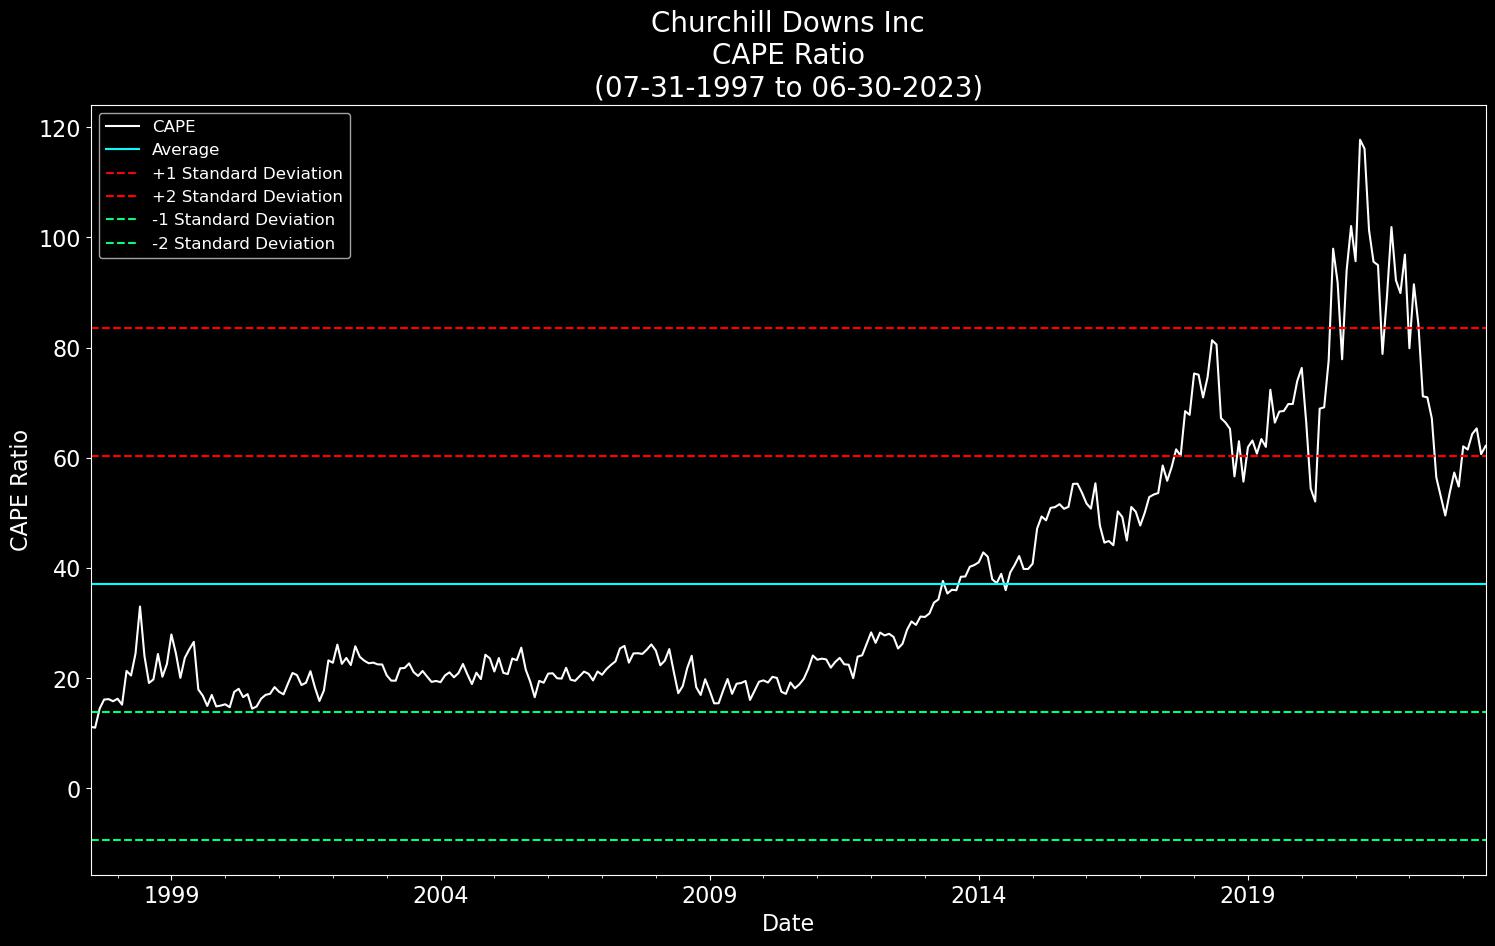 Churchill Downs Inc
CAPE Ratio
(07-31-1997 to 06-30-2023)
CAPE
Average
+1 Standard Deviation
+2 Standard Deviation
-1 Standard Deviation
-2 Standard Deviation
120
100
80
60
40
20
0
CAPE Ratio
1999 2004 2009 2014 2019
Date